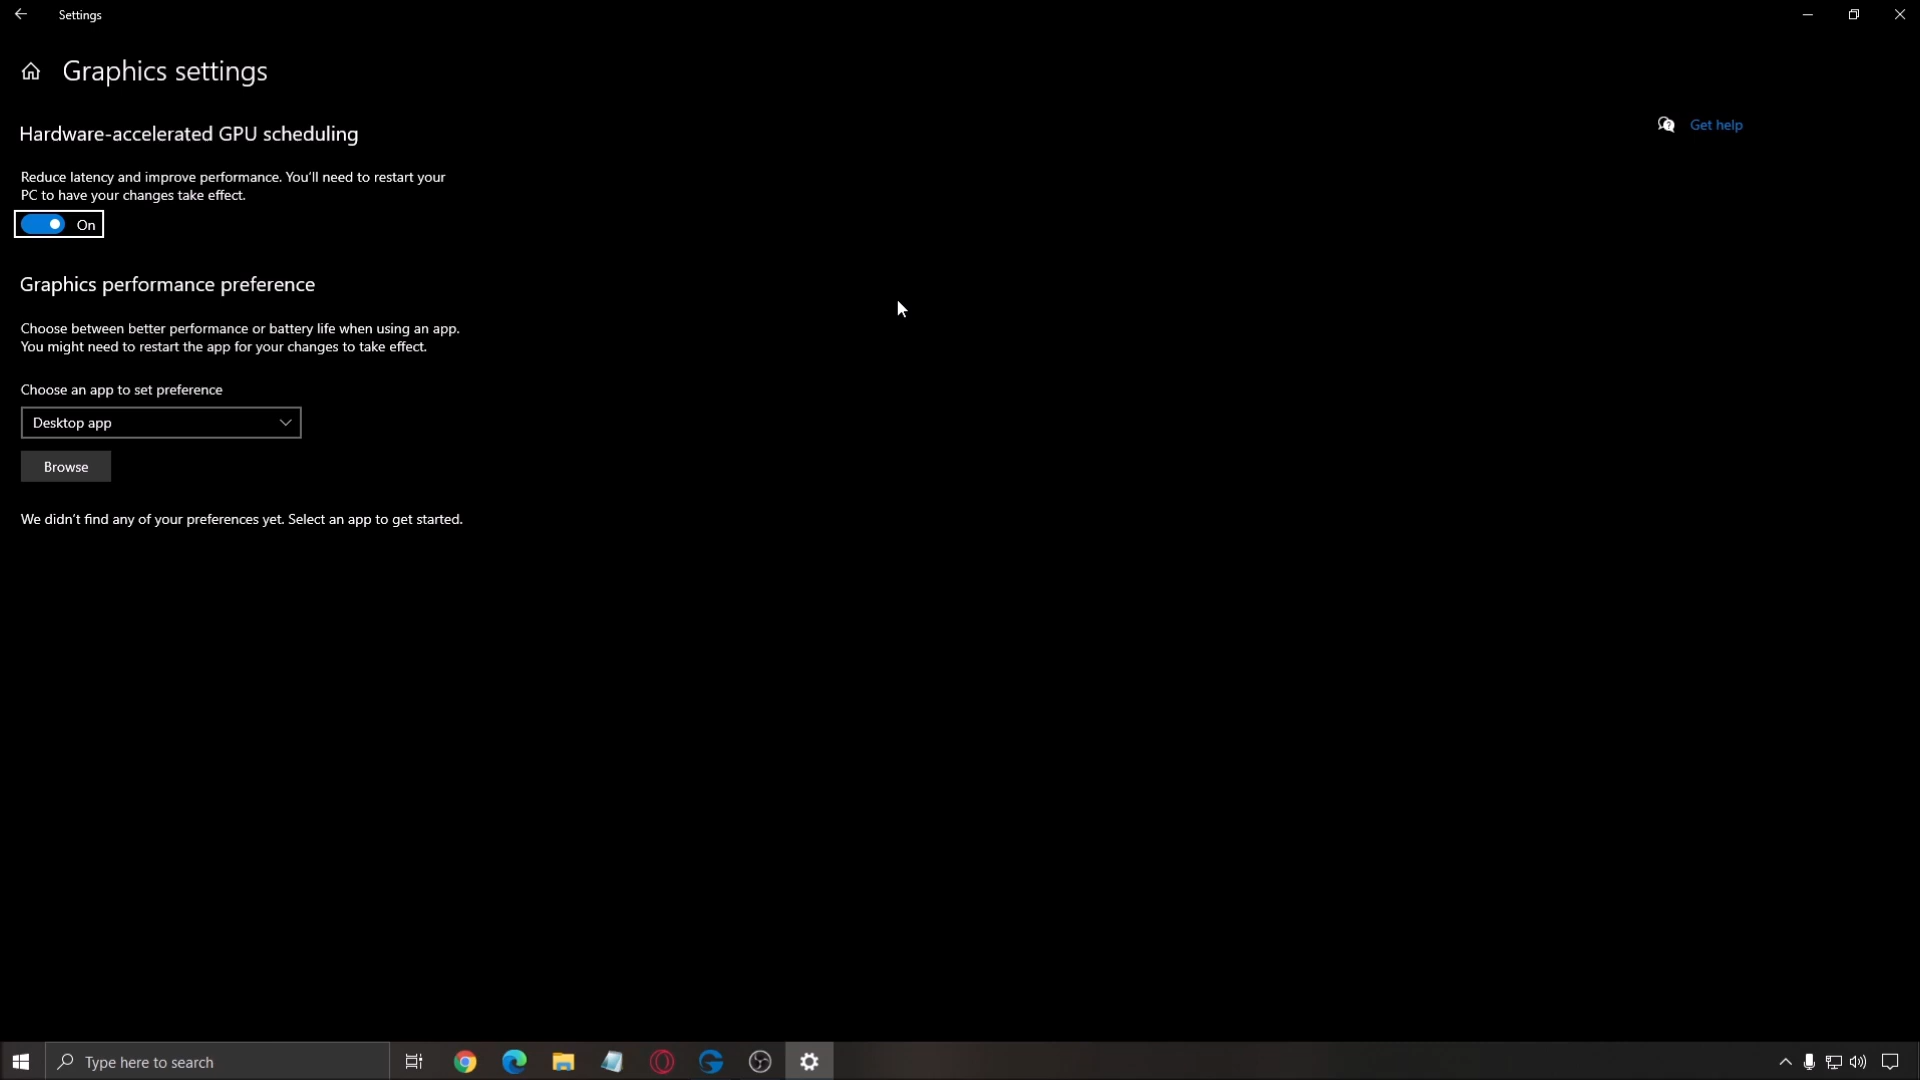 Settings
Graphics settings
Hardware-accelerated GPU scheduling
Get help
Reduce latency and improve performance. You'll need to restart your
PC to have your changes take effect.
On
Graphics performance preference
Choose between better performance or battery life when using an app.
You might need to restart the app for your changes to take effect.
Choose an app to set preference
Desktop app
Browse
We didn't find any of your preferences yet. Select an app to get started.
Type here to search